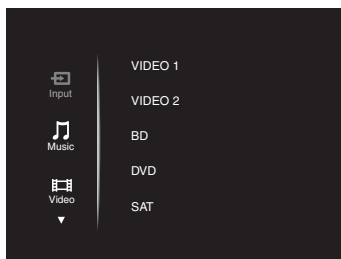 Input
Music
Video
VIDEO 1
VIDEO 2
BD
DVD
SAT